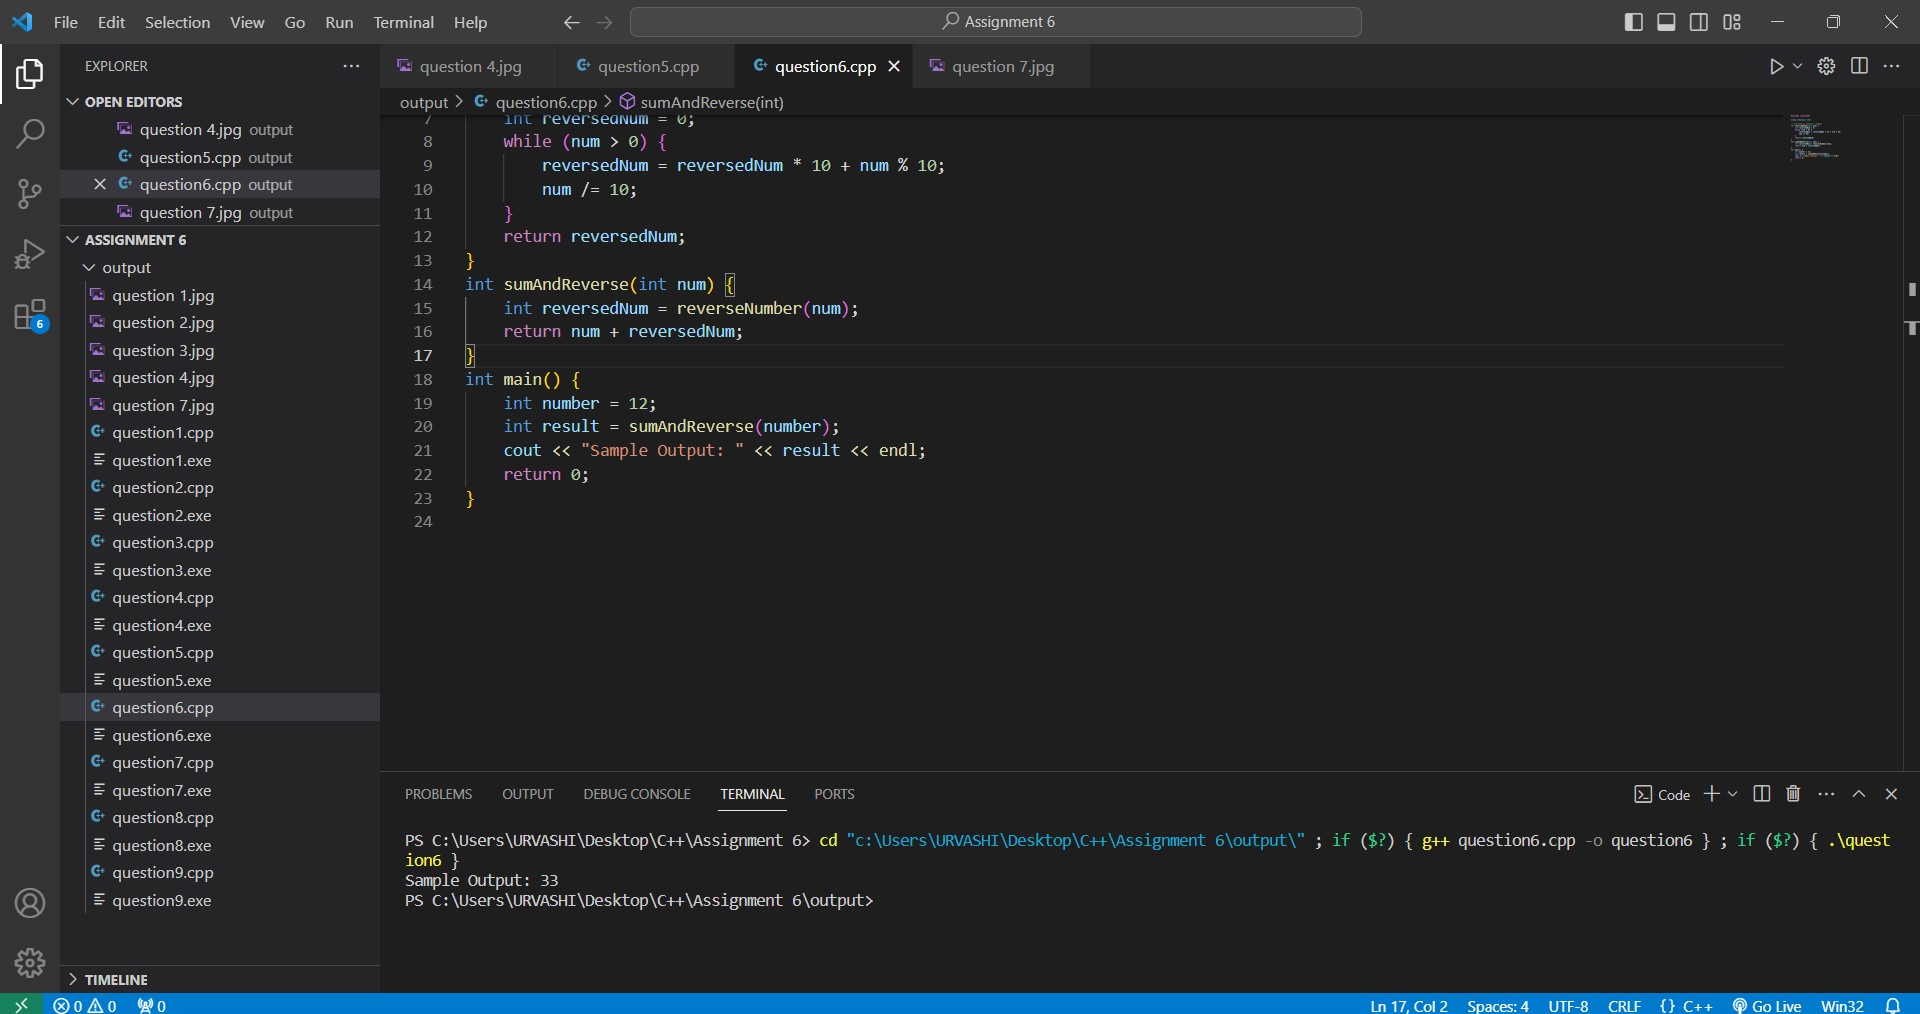 File Edit Selection View Go Run Terminal Help
Assignment 6
EXPLORER
OPEN EDITORS
question 4.jpg output
question5.cpp output
question6.cpp output
question 7.jpg output
ASSIGNMENT 6
output
question 1.jpg
question 2.jpg
question 3.jpg
question 4.jpg
question 7.jpg
question1.cpp
question1.exe
question2.cpp
question2.exe
question3.cpp
question3.exe
question4.cpp
question4.exe
question5.cpp
question5.exe
question6.cpp
question6.exe
question7.cpp
question7.exe
question8.cpp
question8.exe
question9.cpp
question9.exe
TIMELINE
6
question 4.jpg question5.cpp question6.cpp question 7.jpg
output > question6.cpp > sumAndReverse(int)
7 int reversedNum = 0;
8 while (num > 0) {
9 reversedNum = reversedNum * 10 + num % 10;
10 num /= 10;
11 }
12 return reversedNum;
13 }
14 int sumAndReverse(int num) {
15 int reversedNum = reverseNumber(num);
16 return num + reversedNum;
17 }
18 int main() {
19 int number = 12;
20 int result = sumAndReverse(number);
21 cout << "Sample Output: " << result << endl;
22 return 0;
23 }
24
PROBLEMS OUTPUT DEBUG CONSOLE TERMINAL PORTS
Code
PS C:\Users\URVASHI\Desktop\C++\Assignment 6> cd "c:\Users\URVASHI\Desktop\C++\Assignment 6\output\" ; if ($?) { g++ question6.cpp -o question6 } ; if ($?) { .\quest
ion6 }
Sample Output: 33
PS C:\Users\URVASHI\Desktop\C++\Assignment 6\output>
0 0 0
Ln 17, Col 2 Spaces: 4 UTF-8 CRLF {} C++ Go Live Win32